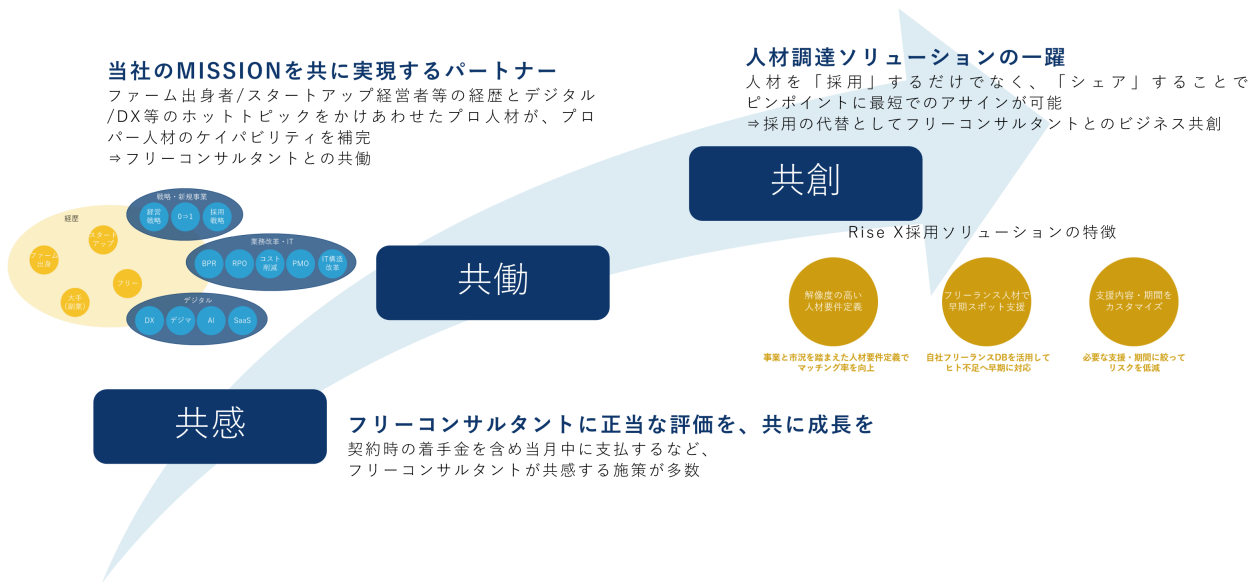 当社のMISSIONを共に実現するパートナー
ファーム出身者/スタートアップ経営者等の経歴とデジタル
/DX等のホットトピックをかけあわせたプロ人材が、プロ
パー人材のケイパビリティを補完
⇒フリーコンサルタントとの共働
経歴
スタート
アップ
ファーム
出身
フリー
大手
(副業)
戦略・新規事業
経営
戦略
0⇒1
採用
戦略
業務改革・IT
BPR
RPO
コスト
削減
PMO
IT構造
改革
デジタル
DX
デジマ
AI
SaaS
共働
共感
フリーコンサルタントに正当な評価を、共に成長を
契約時の着手金を含め当月中に支払するなど、
フリーコンサルタントが共感する施策が多数
人材調達ソリューションの一躍
人材を「採用」するだけでなく、「シェア」することで
ピンポイントに最短でのアサインが可能
⇒採用の代替としてフリーコンサルタントとのビジネス共創
共創
Rise X採用ソリューションの特徴
解像度の高い
人材要件定義
事業と市況を踏まえた人材要件定義で
マッチング率を向上
フリーランス人材で
早期スポット支援
自社フリーランスDBを活用して
ヒト不足へ早期に対応
支援内容・期間を
カスタマイズ
必要な支援・期間に絞って
リスクを低減